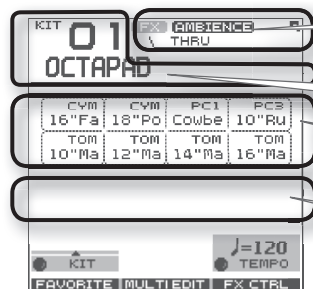 KIT 01 FX AMBIENCE
THRU
OCTAPAD
CYM CYM PC1 PC3
16"Fa 18"Po Cowbe 10"Ru
TOM TOM TOM TOM
10"Ma 12"Ma 14"Ma 16"Ma
♩=120
KIT TEMPO
FAVORITE MULTI EDIT FX CTRL